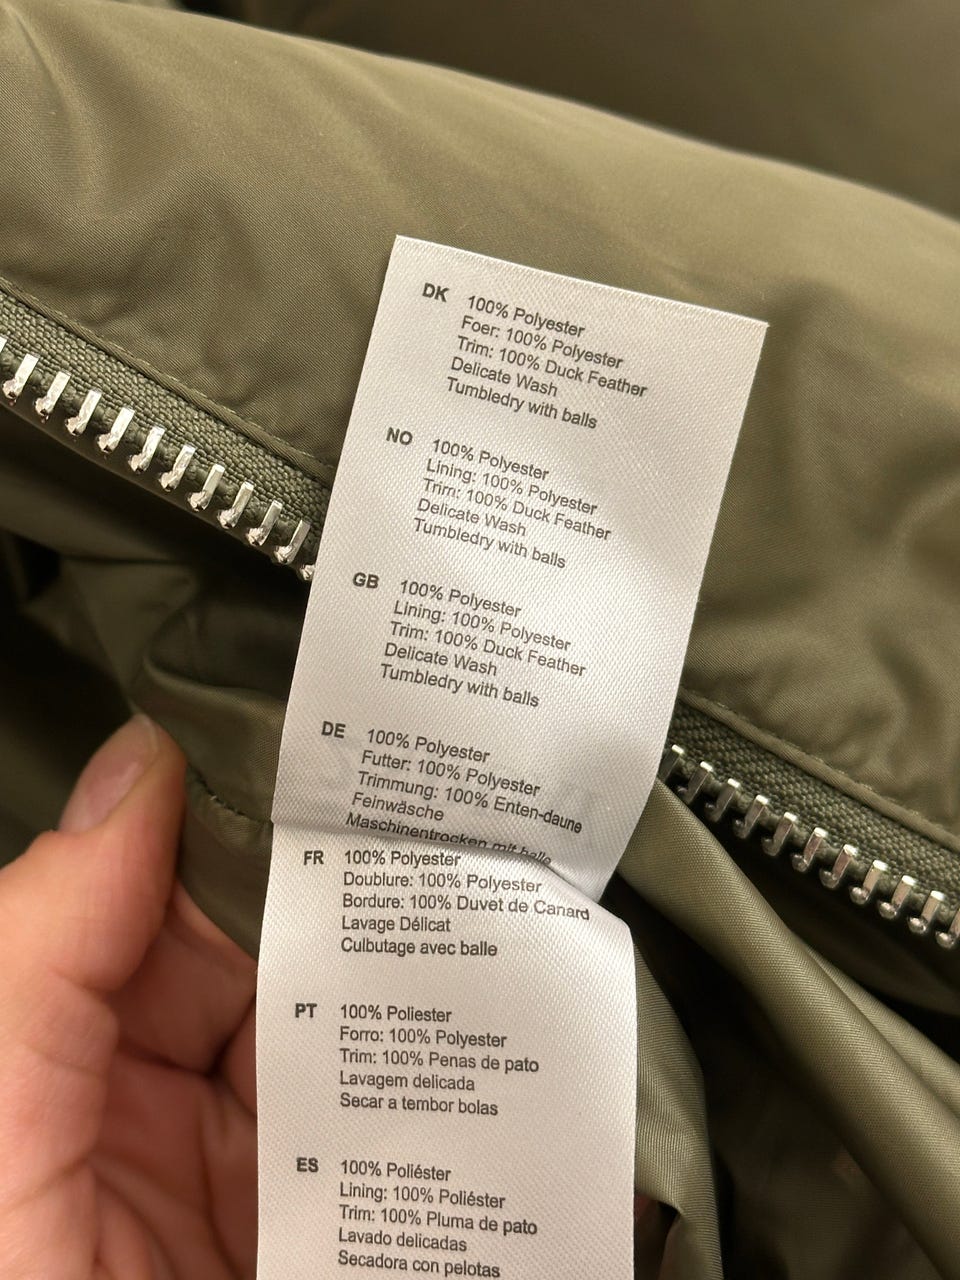 DK 100% Polyester
Foer: 100% Polyester
Trim: 100% Duck Feather
Delicate Wash
Tumbledry with balls
NO 100% Polyester
Lining: 100% Polyester
Trim: 100% Duck Feather
Delicate Wash
Tumbledry with balls
GB 100% Polyester
Lining: 100% Polyester
Trim: 100% Duck Feather
Delicate Wash
Tumbledry with balls
DE 100% Polyester
Futter: 100% Polyester
Trimmung: 100% Enten-daune
Feinwäsche
Maschinentrocken mit balle
FR 100% Polyester
Doublure: 100% Polyester
Bordure: 100% Duvet de Canard
Lavage Délicat
Culbutage avec balle
PT 100% Poliester
Forro: 100% Polyester
Trim: 100% Penas de pato
Lavagem delicada
Secar a tembor bolas
ES 100% Poliéster
Lining: 100% Poliéster
Trim: 100% Pluma de pato
Lavado delicadas
Secadora con pelotas